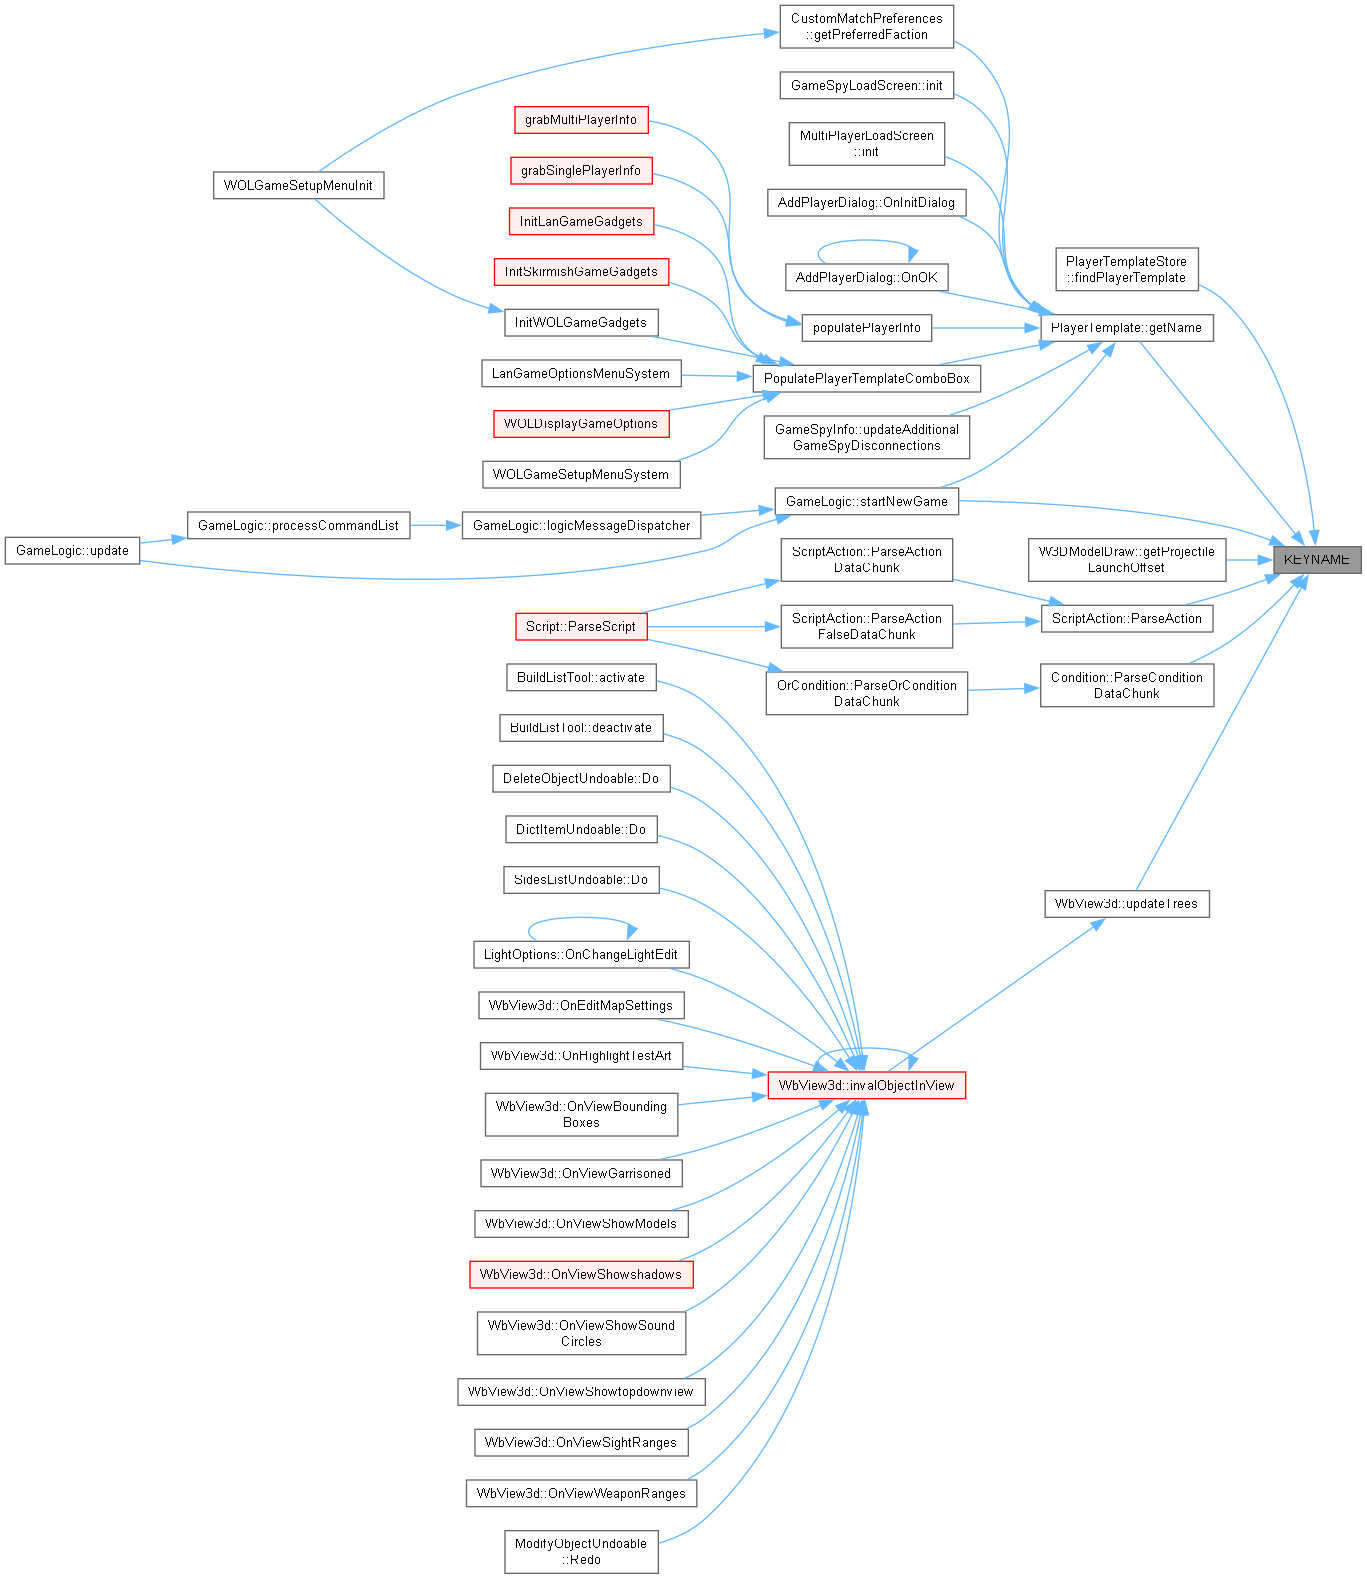 CustomMatchPreferences
::getPreferredFaction
GameSpyLoadScreen::init
grabMultiPlayerInfo
MultiPlayerLoadScreen
::init
grabSinglePlayerInfo
WOLGameSetupMenuInit
AddPlayerDialog::OnInitDialog
InitLanGameGadgets
PlayerTemplateStore
::findPlayerTemplate
InitSkirmishGameGadgets
AddPlayerDialog::OnOK
InitWOLGameGadgets
populatePlayerInfo
PlayerTemplate::getName
LanGameOptionsMenuSystem
PopulatePlayerTemplateComboBox
WOLDisplayGameOptions
GameSpyInfo::updateAdditional
GameSpyDisconnections
WOLGameSetupMenuSystem
GameLogic::startNewGame
GameLogic::processCommandList
GameLogic::logicMessageDispatcher
GameLogic::update
ScriptAction::ParseAction
DataChunk
W3DModelDraw::getProjectile
LaunchOffset
KEYNAME
Script::ParseScript
ScriptAction::ParseAction
FalseDataChunk
ScriptAction::ParseAction
BuildListTool::activate
OrCondition::ParseOrCondition
DataChunk
Condition::ParseCondition
DataChunk
BuildListTool::deactivate
DeleteObjectUndoable::Do
DictItemUndoable::Do
SidesListUndoable::Do
WbView3d::updateTrees
LightOptions::OnChangeLightEdit
WbView3d::OnEditMapSettings
WbView3d::OnHighlightTestArt
WbView3d::invalObjectInView
WbView3d::OnViewBounding
Boxes
WbView3d::OnViewGarrisoned
WbView3d::OnViewShowModels
WbView3d::OnViewShowshadows
WbView3d::OnViewShowSound
Circles
WbView3d::OnViewShowtopdownview
WbView3d::OnViewSightRanges
WbView3d::OnViewWeaponRanges
ModifyObjectUndoable
::Redo